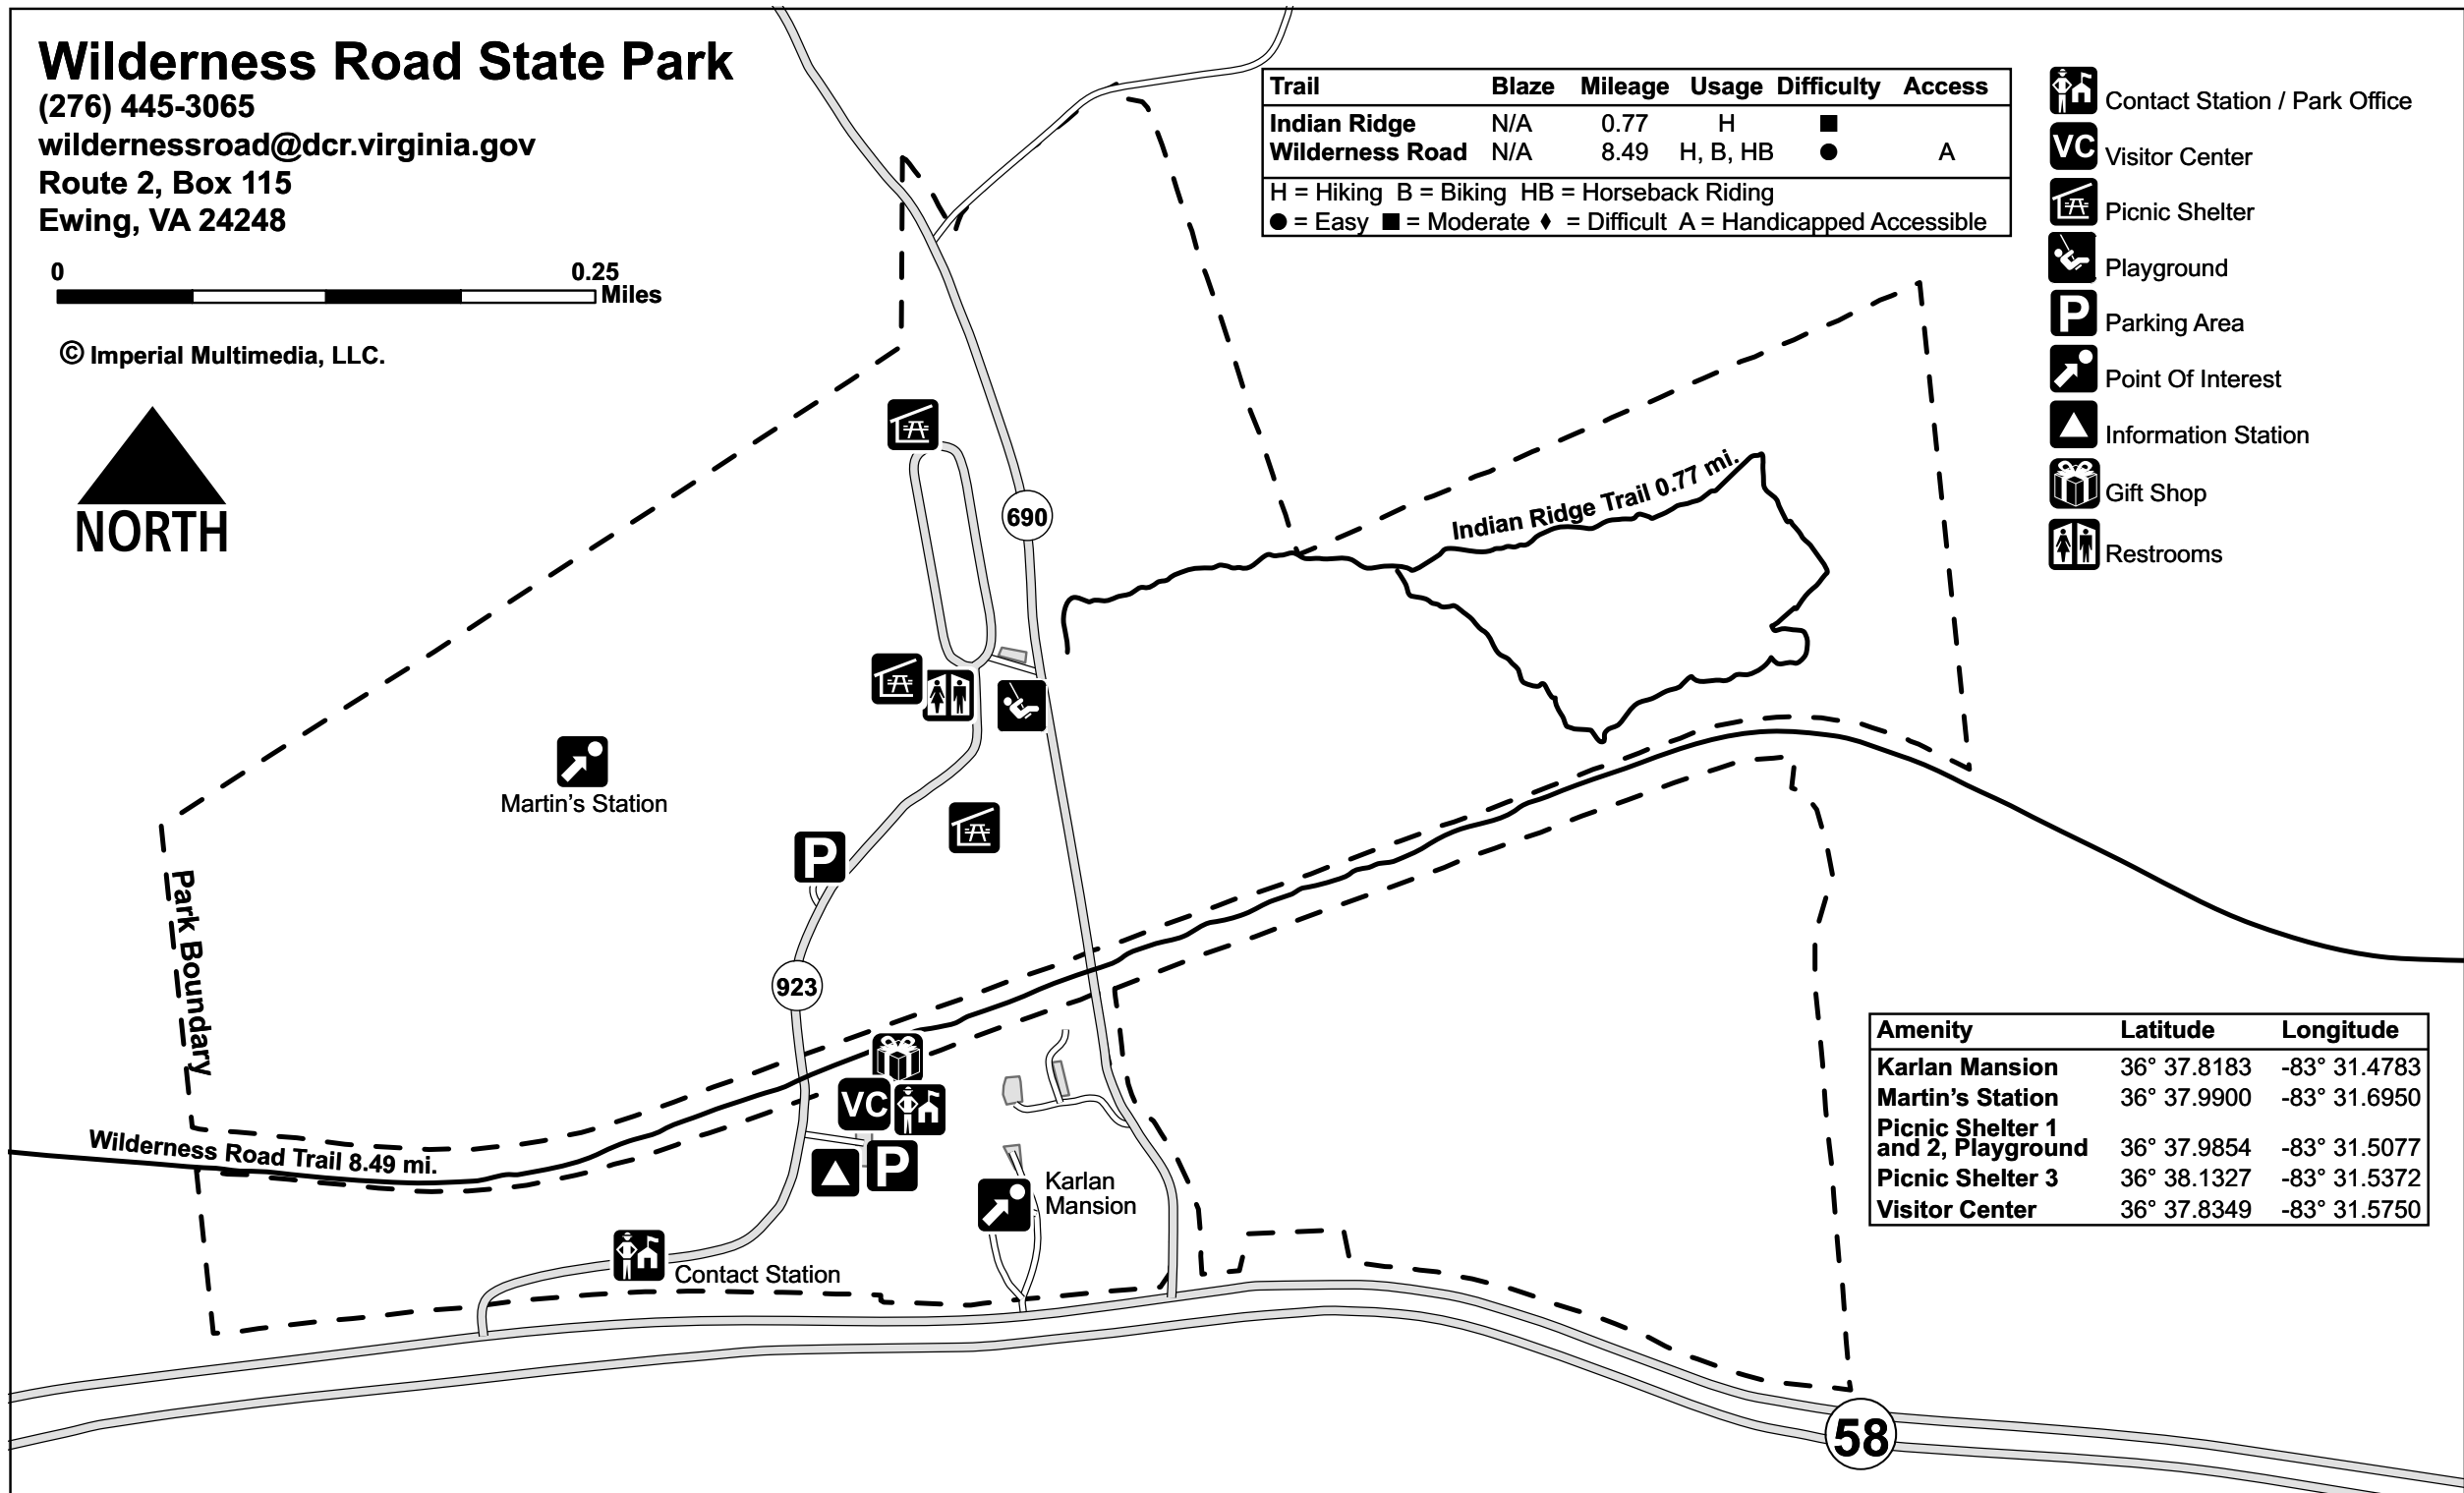 Wilderness Road State Park
(276) 445-3065
wildernessroad@dcr.virginia.gov
Route 2, Box 115
Ewing, VA 24248
0 0.25
Miles
© Imperial Multimedia, LLC.
NORTH
Trail Blaze Mileage Usage Difficulty Access
Indian Ridge N/A 0.77 H ■
Wilderness Road N/A 8.49 H, B, HB ● A
H = Hiking B = Biking HB = Horseback Riding
● = Easy ■ = Moderate ♦ = Difficult A = Handicapped Accessible
Contact Station / Park Office
VC Visitor Center
Picnic Shelter
Playground
P Parking Area
Point Of Interest
Information Station
Gift Shop
Restrooms
690
Indian Ridge Trail 0.77 mi.
Martin's Station
P
Park Boundary
923
VC
P
Wilderness Road Trail 8.49 mi.
Karlan
Mansion
Contact Station
58
Amenity Latitude Longitude
Karlan Mansion 36° 37.8183 -83° 31.4783
Martin's Station 36° 37.9900 -83° 31.6950
Picnic Shelter 1
and 2, Playground 36° 37.9854 -83° 31.5077
Picnic Shelter 3 36° 38.1327 -83° 31.5372
Visitor Center 36° 37.8349 -83° 31.5750